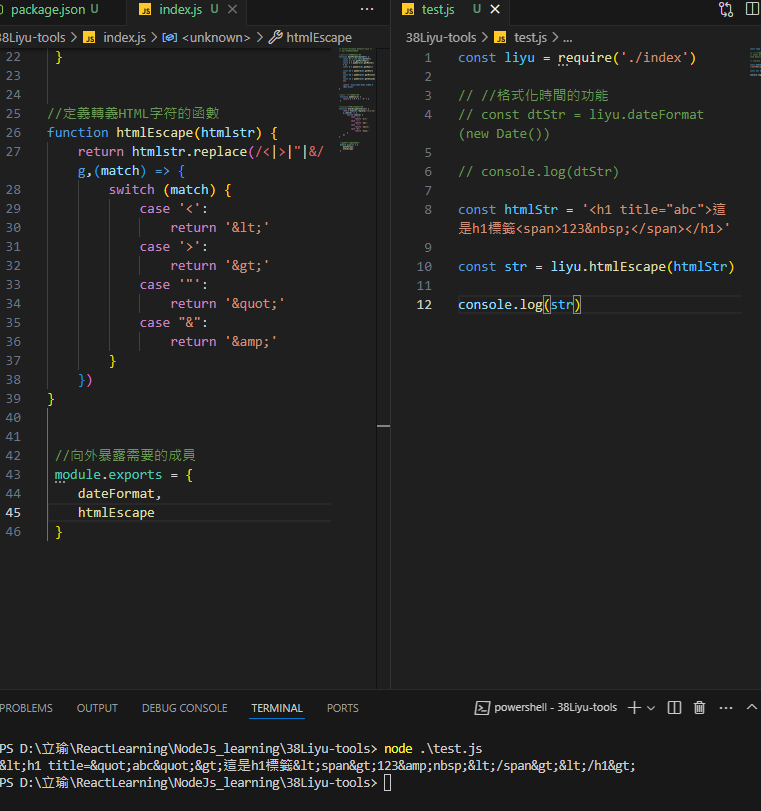 package.json U
JS index.js U
38Liyu-tools > JS index.js > <unknown> > htmlEscape
22 }
23
24
25 //定義轉義HTML字符的函數
26 function htmlEscape(htmlstr) {
27 return htmlstr.replace(/<|>|"|&/
g,(match) => {
28 switch (match) {
29 case '<':
30 return '&lt;'
31 case '>':
32 return '&gt;'
33 case '"':
34 return '&quot;'
35 case "&":
36 return '&amp;'
37 }
38 })
39 }
40
41
42 //向外暴露需要的成員
43 module.exports = {
44 dateFormat,
45 htmlEscape
46 }
JS test.js U
38Liyu-tools > JS test.js > ...
1 const liyu = require('./index')
2
3 // //格式化時間的功能
4 // const dtStr = liyu.dateFormat
(new Date())
5
6 // console.log(dtStr)
7
8 const htmlStr = '<h1 title="abc">這
是h1標籤<span>123&nbsp;</span></h1>'
9
10 const str = liyu.htmlEscape(htmlStr)
11
12 console.log(str)
PROBLEMS OUTPUT DEBUG CONSOLE TERMINAL PORTS
powershell - 38Liyu-tools
PS D:\立瑜\ReactLearning\NodeJs_learning\38Liyu-tools> node .\test.js
&lt;h1 title=&quot;abc&quot;&gt;這是h1標籤&lt;span&gt;123&amp;nbsp;&lt;/span&gt;&lt;/h1&gt;
PS D:\立瑜\ReactLearning\NodeJs_learning\38Liyu-tools>